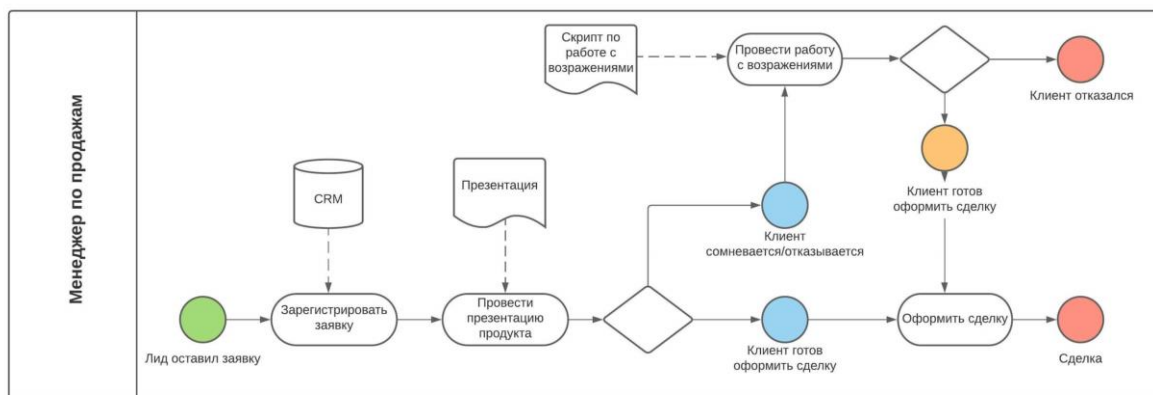 Менеджер по продажам
Скрипт по
работе с
возражениями
Провести работу
с возражениями
Клиент отказался
CRM
Презентация
Клиент готов
оформить сделку
Клиент
сомневается/отказывается
Лид оставил заявку
Зарегистрировать
заявку
Провести
презентацию
продукта
Клиент готов
оформить сделку
Оформить сделку
Сделка